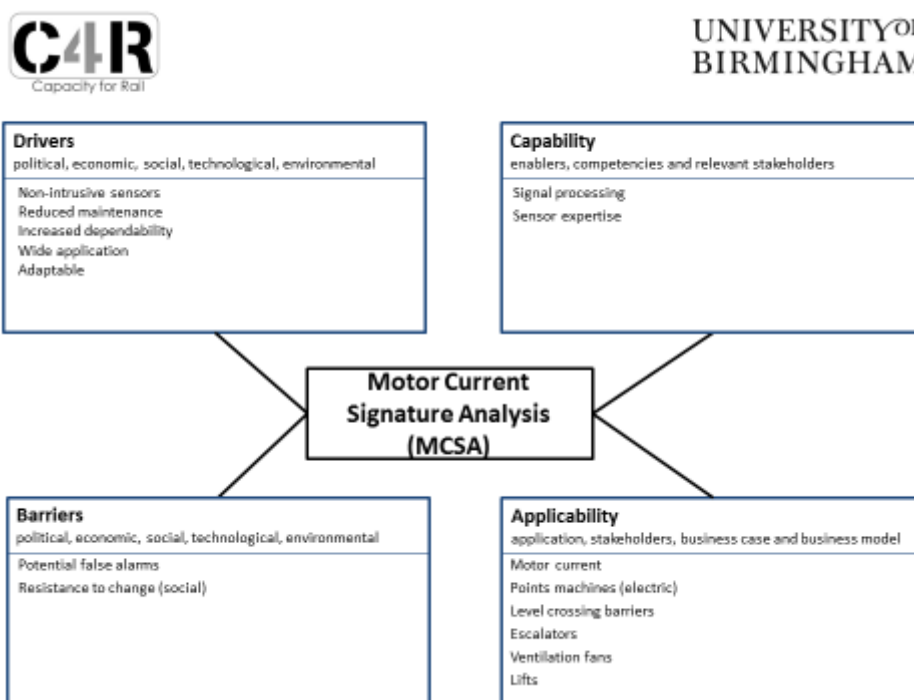 C4R
Capacity for Rail
UNIVERSITY OF
BIRMINGHAM
Drivers
political, economic, social, technological, environmental
Non-intrusive sensors
Reduced maintenance
Increased dependability
Wide application
Adaptable
Capability
enablers, competencies and relevant stakeholders
Signal processing
Sensor expertise
Motor Current
Signature Analysis
(MCSA)
Barriers
political, economic, social, technological, environmental
Potential false alarms
Resistance to change (social)
Applicability
application, stakeholders, business case and business model
Motor current
Points machines (electric)
Level crossing barriers
Escalators
Ventilation fans
Lifts